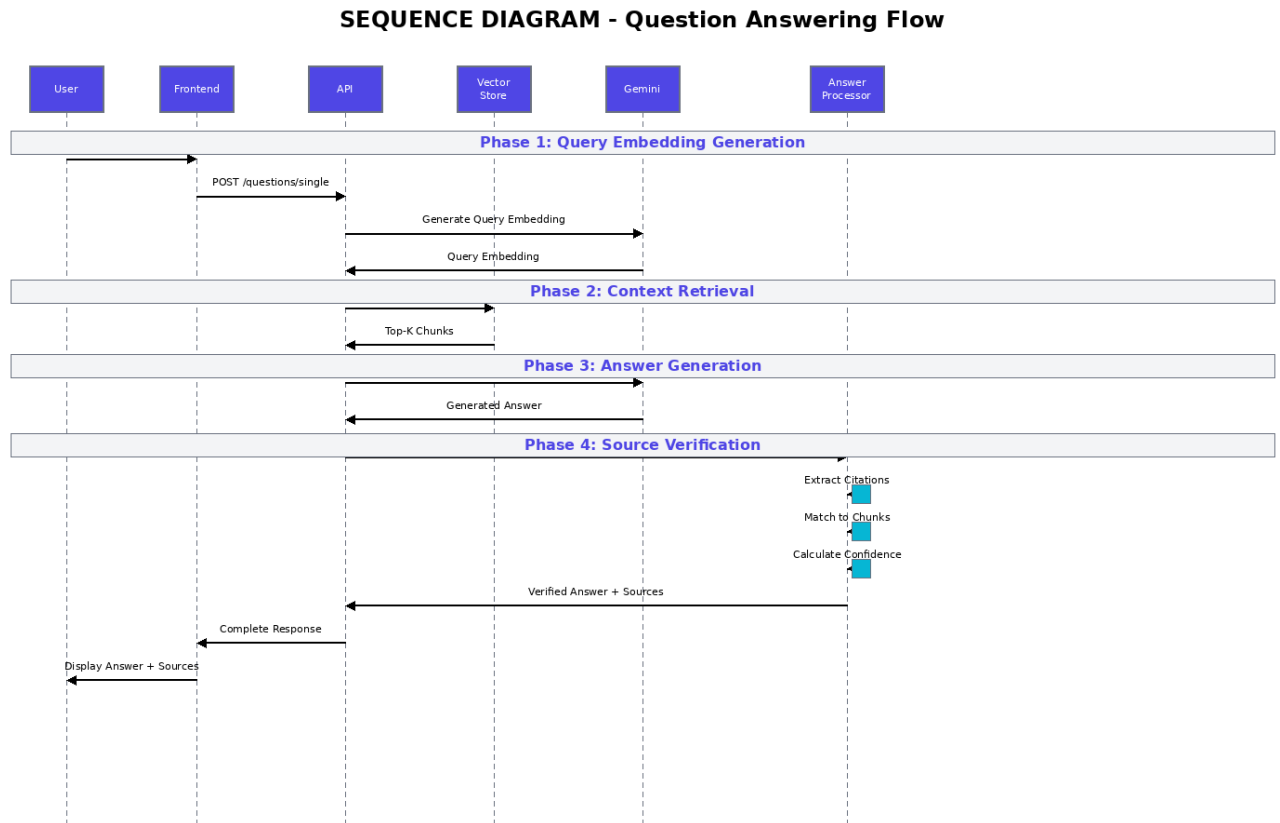 SEQUENCE DIAGRAM - Question Answering Flow
User
Frontend
API
Vector
Store
Gemini
Answer
Processor
Phase 1: Query Embedding Generation
POST /questions/single
Generate Query Embedding
Query Embedding
Phase 2: Context Retrieval
Top-K Chunks
Phase 3: Answer Generation
Generated Answer
Phase 4: Source Verification
Extract Citations
Match to Chunks
Calculate Confidence
Verified Answer + Sources
Complete Response
Display Answer + Sources